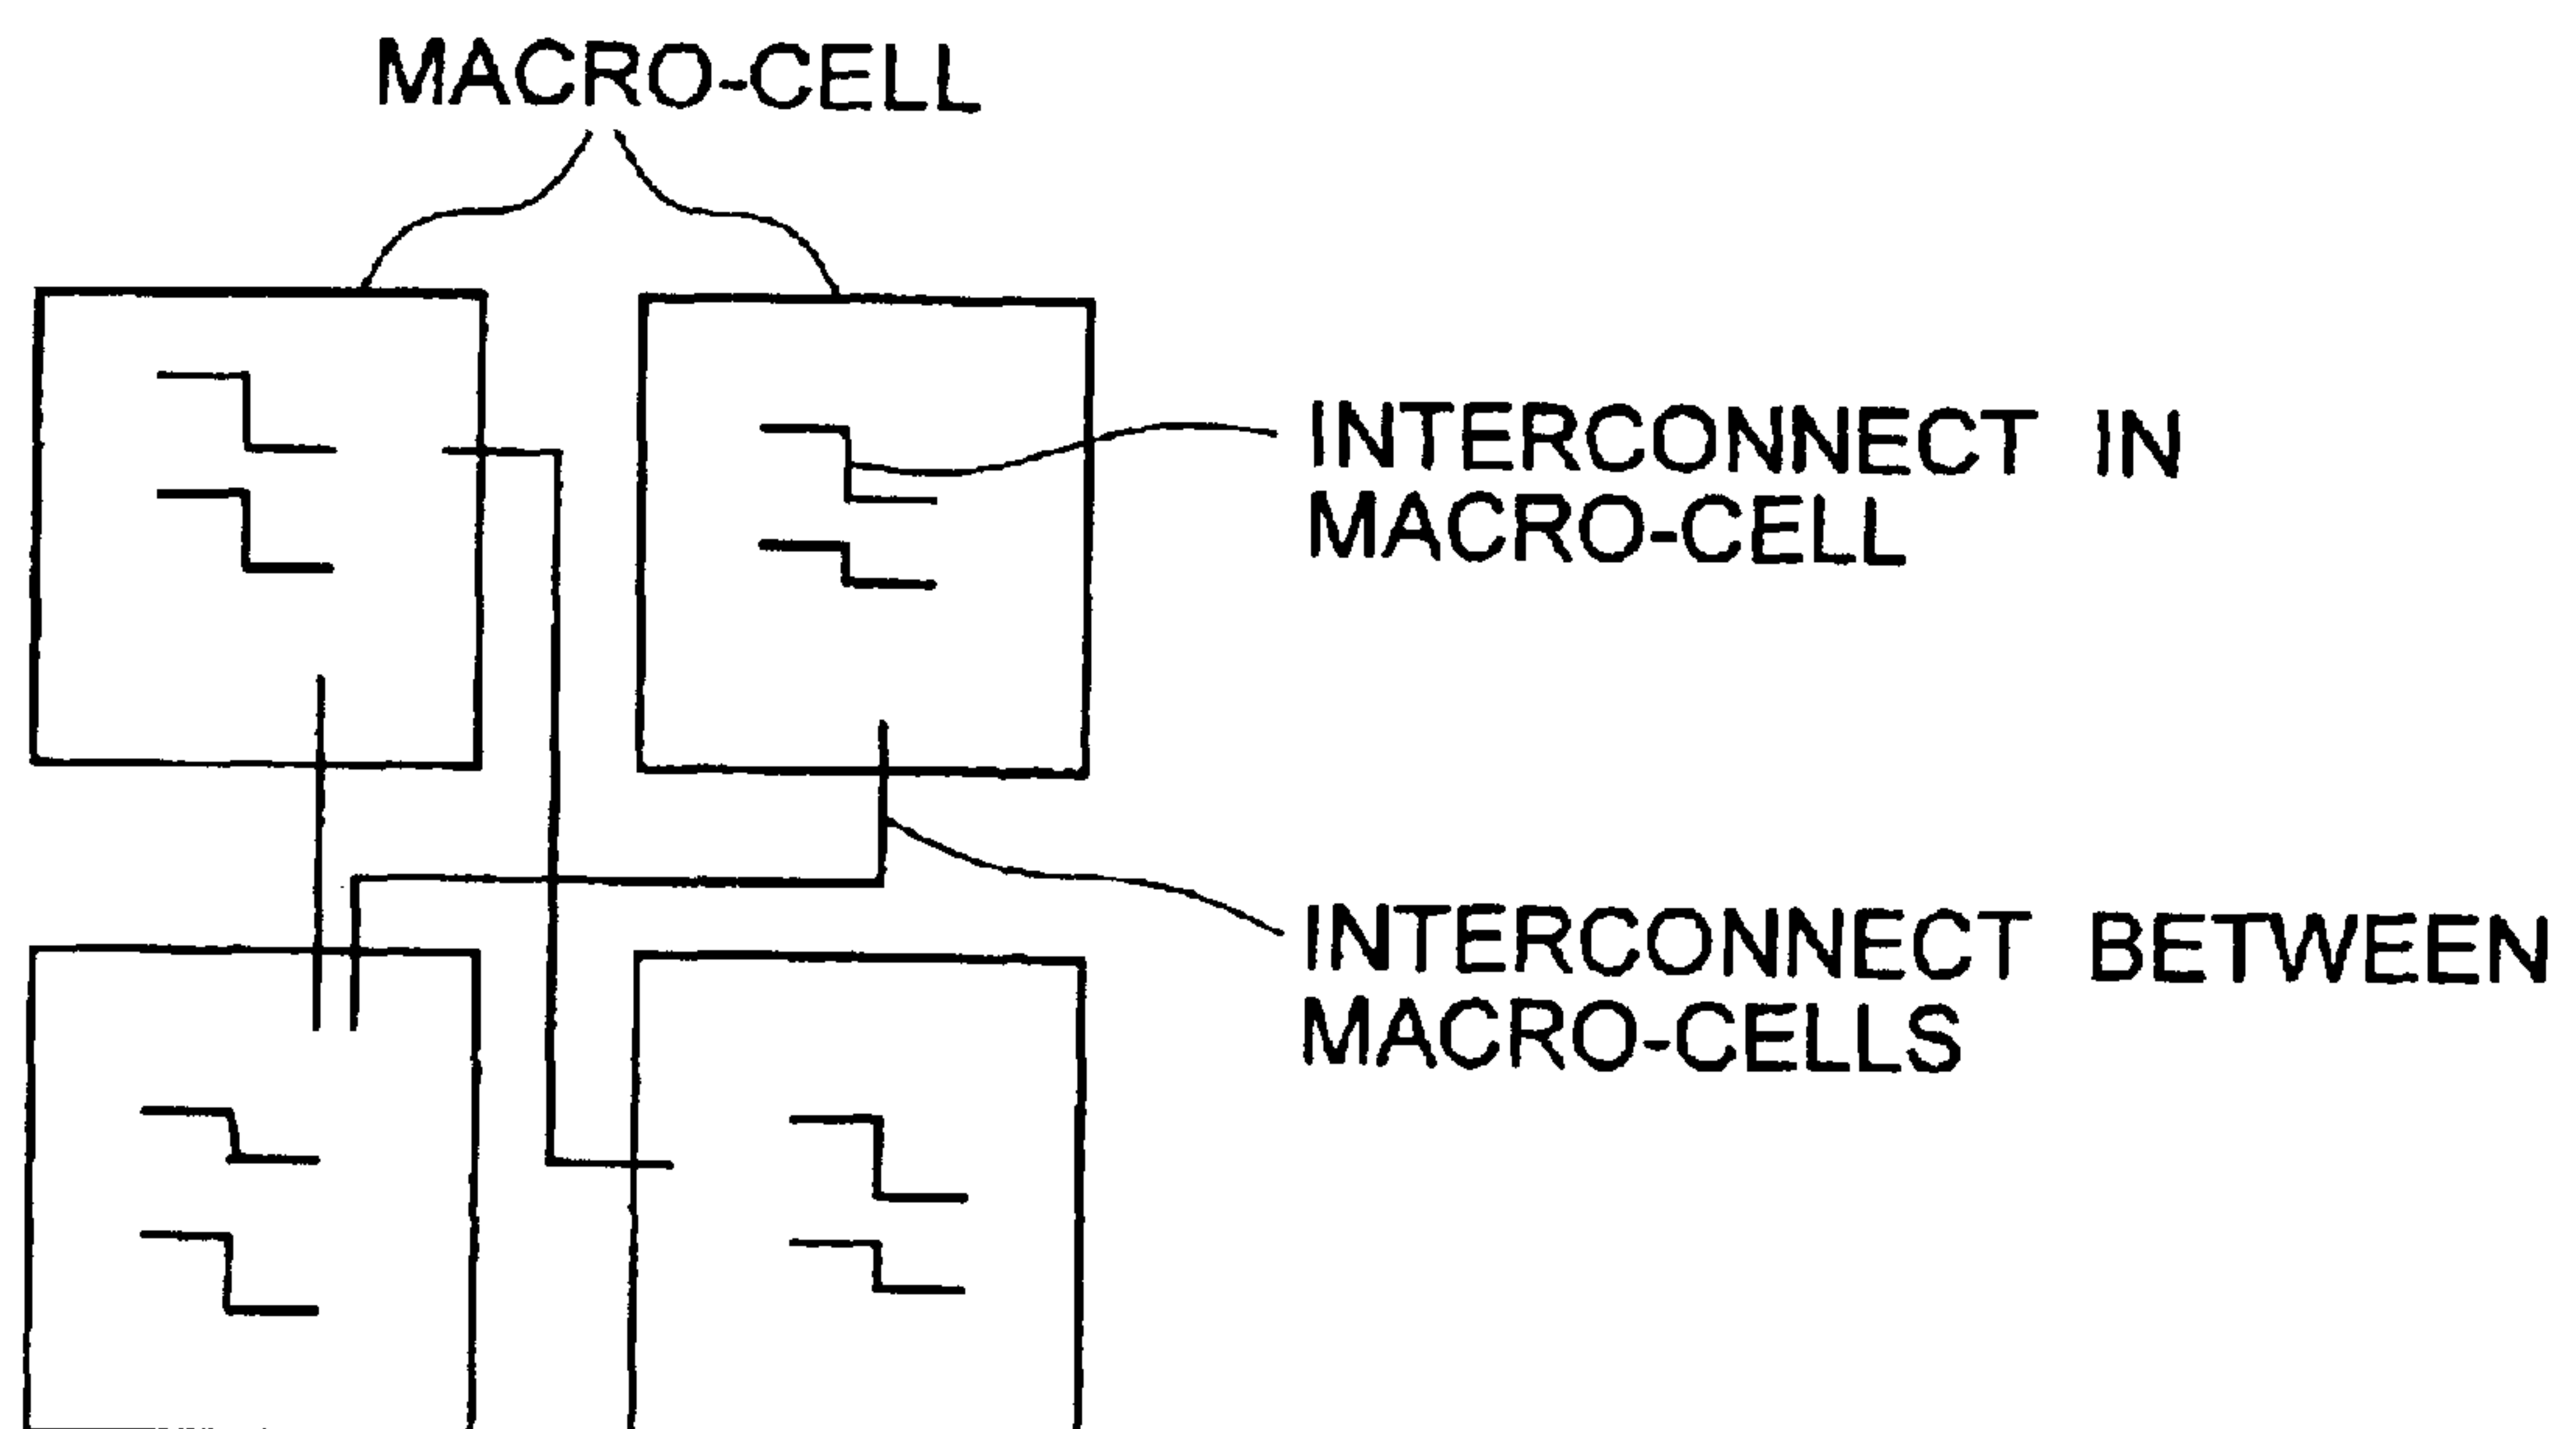 MACRO-CELL
INTERCONNECT IN
MACRO-CELL
INTERCONNECT BETWEEN
MACRO-CELLS